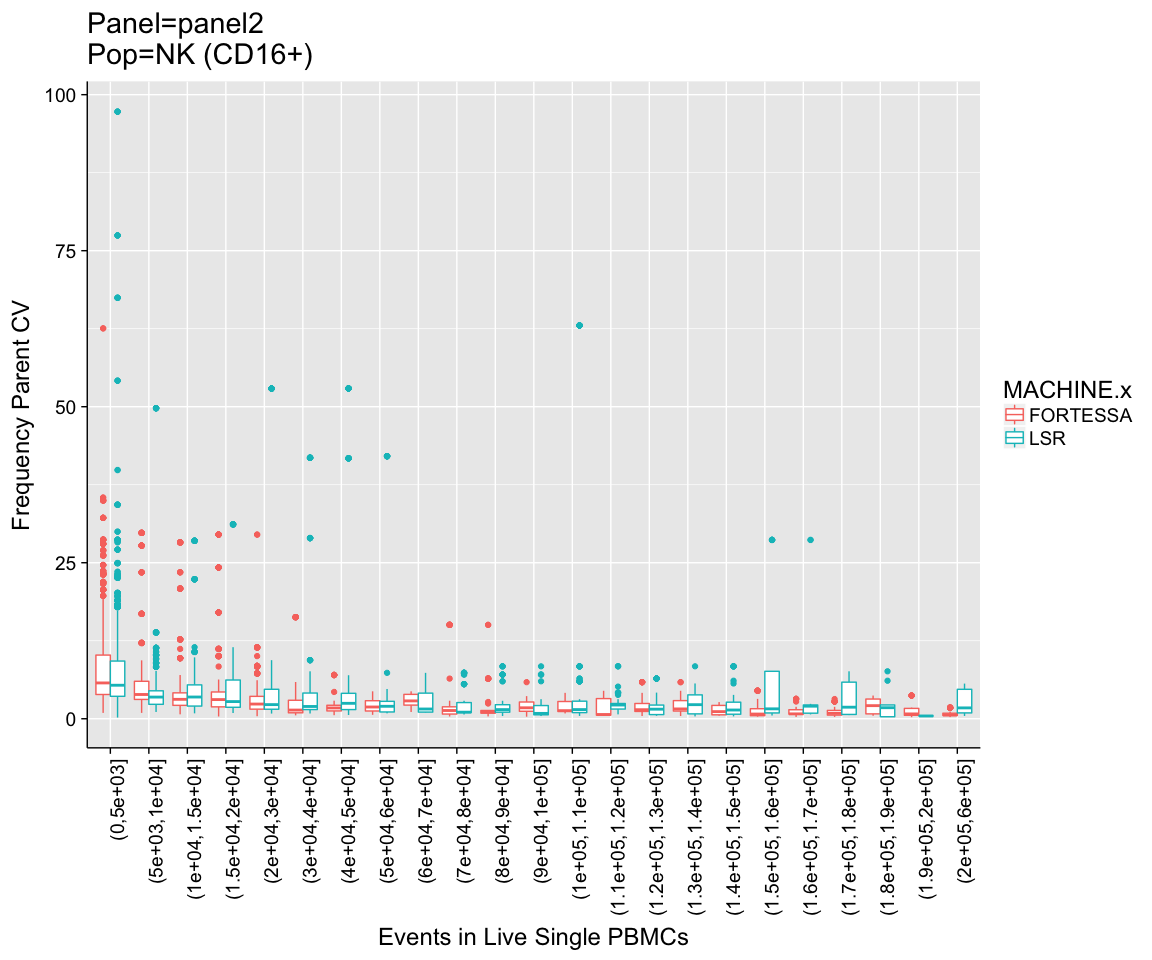 Panel=panel2
Pop=NK (CD16+)
100
75
50
25
0
Frequency Parent CV
(0,5e+03]
(5e+03,1e+04]
(1e+04,1.5e+04]
(1.5e+04,2e+04]
(2e+04,3e+04]
(3e+04,4e+04]
(4e+04,5e+04]
(5e+04,6e+04]
(6e+04,7e+04]
(7e+04,8e+04]
(8e+04,9e+04]
(9e+04,1e+05]
(1e+05,1.1e+05]
(1.1e+05,1.2e+05]
(1.2e+05,1.3e+05]
(1.3e+05,1.4e+05]
(1.4e+05,1.5e+05]
(1.5e+05,1.6e+05]
(1.6e+05,1.7e+05]
(1.7e+05,1.8e+05]
(1.8e+05,1.9e+05]
(1.9e+05,2e+05]
(2e+05,6e+05]
Events in Live Single PBMCs
MACHINE.x
FORTESSA
LSR